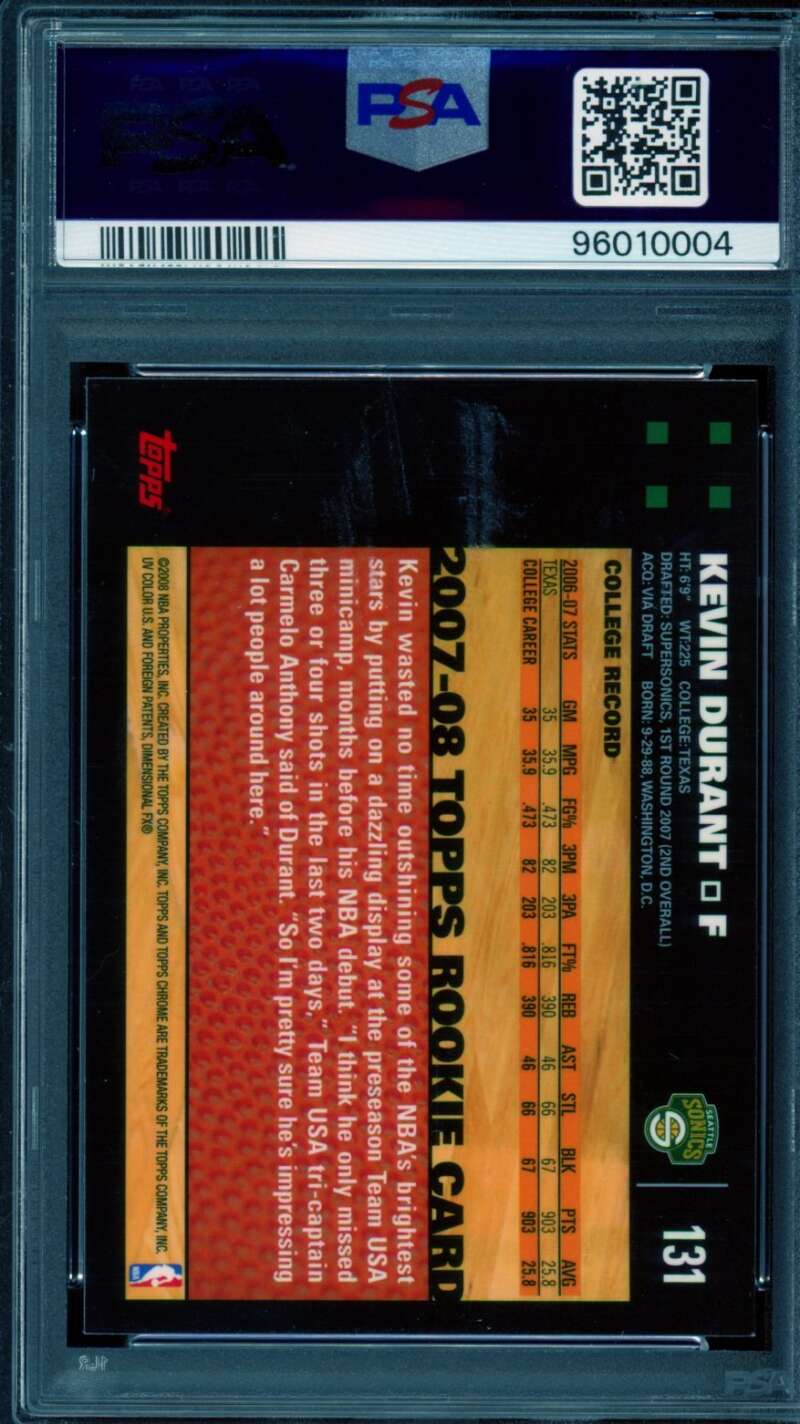 PSA
PSA
96010004
KEVIN DURANT ▫ F
HT: 6'9" WT: 225 COLLEGE: TEXAS
DRAFTED: SUPERSONICS, 1ST ROUND 2007 (2ND OVERALL)
ACQ: VIA DRAFT BORN: 9-29-88, WASHINGTON, D.C.
SEATTLE
SONICS
131
COLLEGE RECORD
2006-07 STATS GM MPG FG% 3PM 3PA FT% REB AST STL BLK PTS AVG
TEXAS 35 35.9 .473 82 203 .816 390 46 66 67 903 25.8
COLLEGE CAREER 35 35.9 .473 82 203 .816 390 46 66 67 903 25.8
2007-08 TOPPS ROOKIE CARD
Kevin wasted no time outshining some of the NBA's brightest
stars by putting on a dazzling display at the preseason Team USA
minicamp, months before his NBA debut. "I think he only missed
three or four shots in the last two days," Team USA tri-captain
Carmelo Anthony said of Durant. "So I'm pretty sure he's impressing
a lot people around here."
©2008 NBA PROPERTIES, INC. CREATED BY THE TOPPS COMPANY, INC. TOPPS AND TOPPS CHROME ARE TRADEMARKS OF THE TOPPS COMPANY, INC.
UV COLOR U.S. AND FOREIGN PATENTS, DIMENSIONAL FX®
topps
NBA
PSA